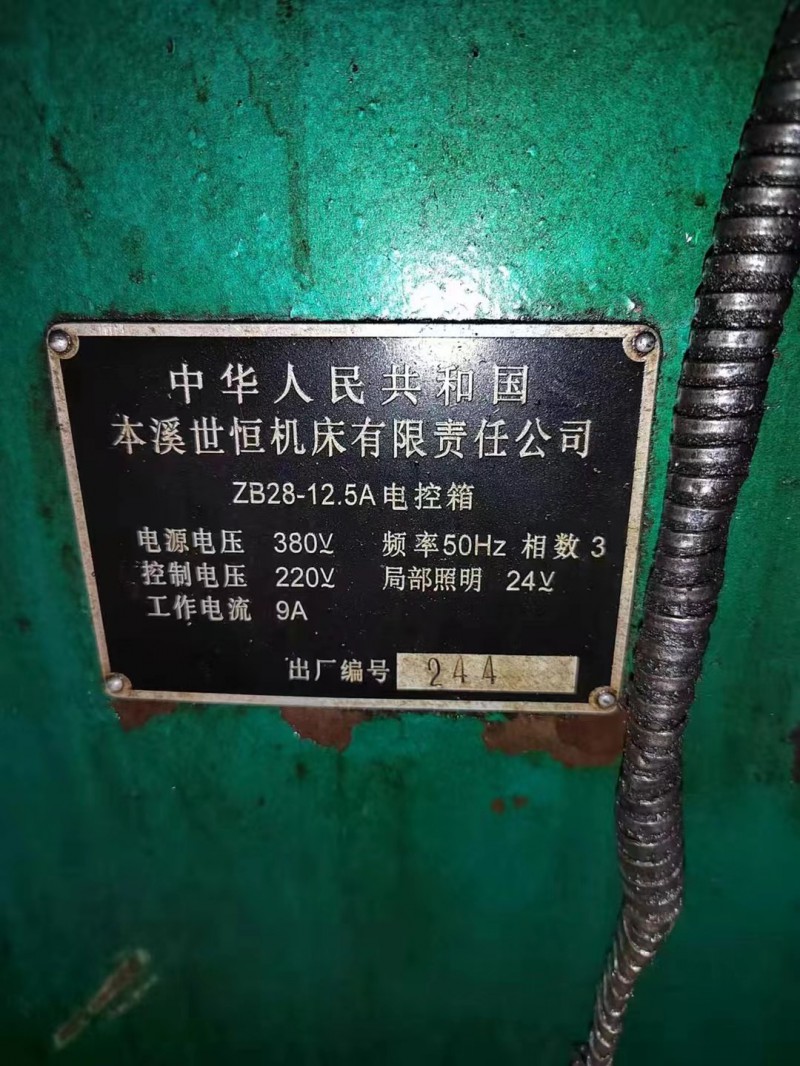 中华人民共和国
本溪世恒机床有限责任公司
ZB28-12.5A电控箱
电源电压 380V 频率50Hz 相数 3
控制电压 220V 局部照明 24V
工作电流 9A
出厂编号 244